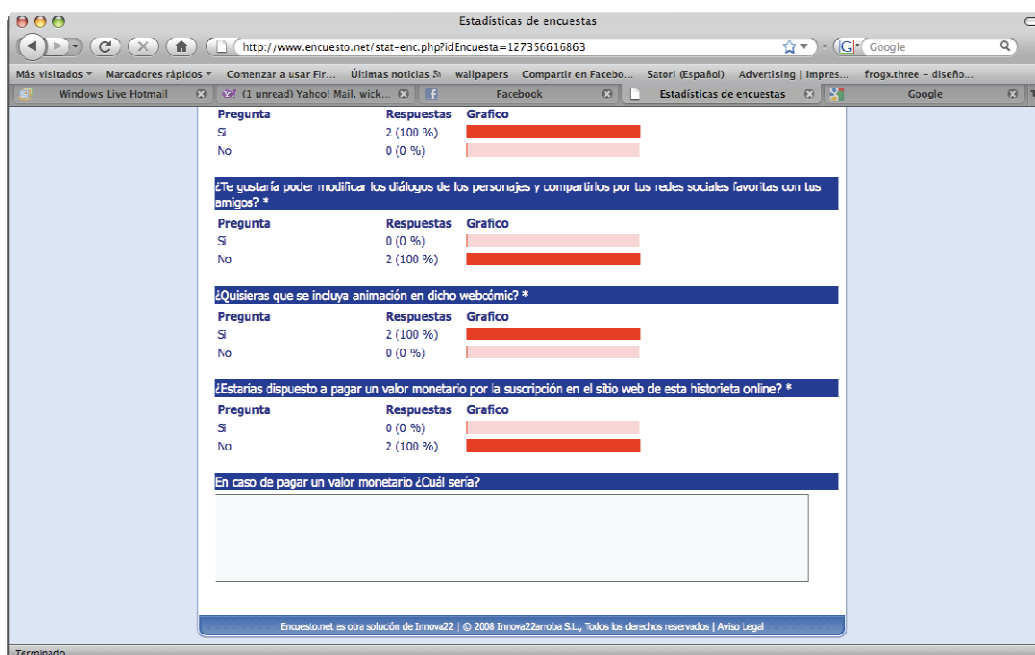 Estadísticas de encuestas
http://www.encuesto.net/stat-enc.php?idEncuesta=127356616863
Google
Más visitados Marcadores rápidos Comenzar a usar Fir... Últimas noticias wallpapers Compartir en Facebo... Satori (Español) Advertising | Impres... frogx.three - diseño...
Windows Live Hotmail (1 unread) Yahoo! Mail, wick... Facebook Estadísticas de encuestas Google
Pregunta Respuestas Grafico
Si 2 (100 %)
No 0 (0 %)
¿Te gustaría poder modificar los diálogos de los personajes y compartirlos por tus redes sociales favoritas con tus
amigos? *
Pregunta Respuestas Grafico
Si 0 (0 %)
No 2 (100 %)
¿Quisieras que se incluya animación en dicho webcómic? *
Pregunta Respuestas Grafico
Si 2 (100 %)
No 0 (0 %)
¿Estarías dispuesto a pagar un valor monetario por la suscripción en el sitio web de esta historieta online? *
Pregunta Respuestas Grafico
Si 0 (0 %)
No 2 (100 %)
En caso de pagar un valor monetario ¿Cuál sería?
Encuesto.net es otra solución de Innova22 | © 2008 Innova22arroba S.L., Todos los derechos reservados | Aviso Legal
Terminado